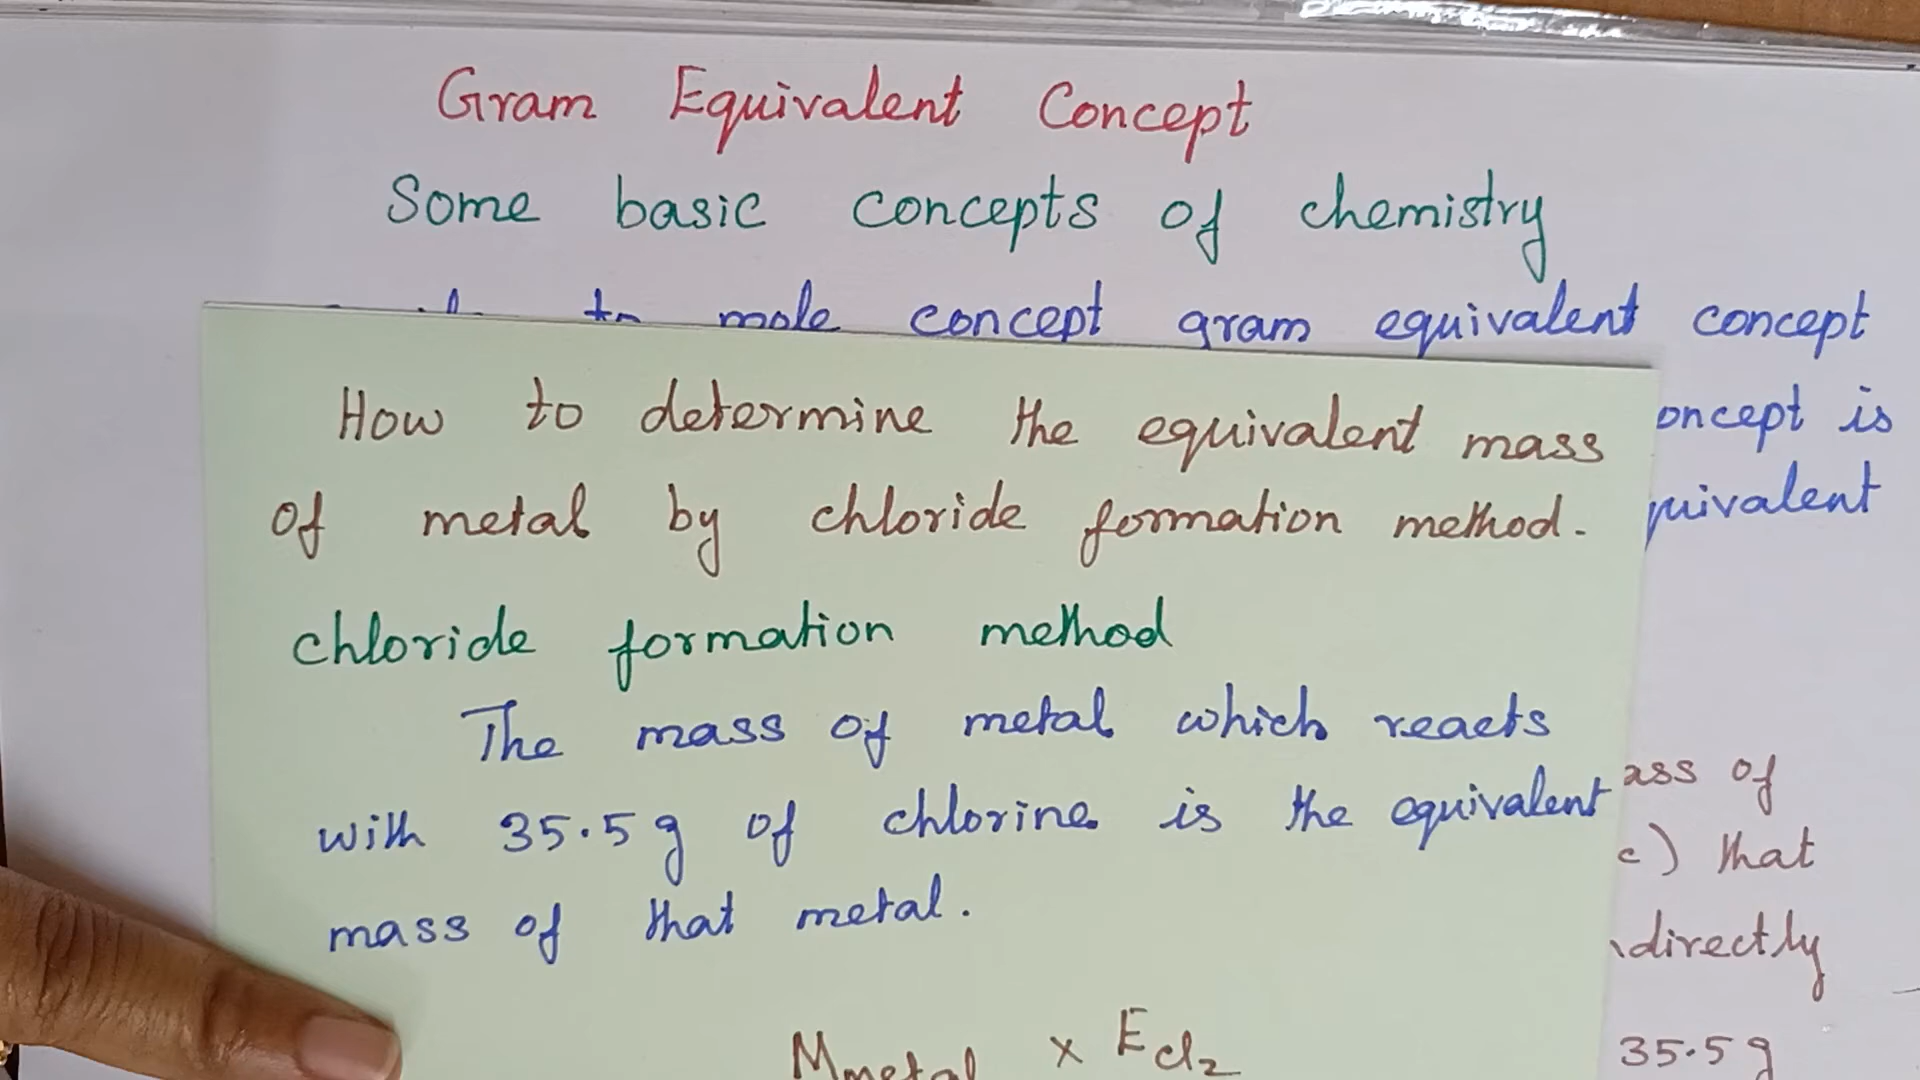 Gram Equivalent Concept
Some basic concepts of chemistry
to mole concept gram equivalent concept
oncept is
quivalent
ass of
c) that
directly
35.5 g
How to determine the equivalent mass
of metal by chloride formation method.
chloride formation method
The mass of metal which reacts
with 35.5 g of chlorine is the equivalent
mass of that metal.
Mmetal x ECl2